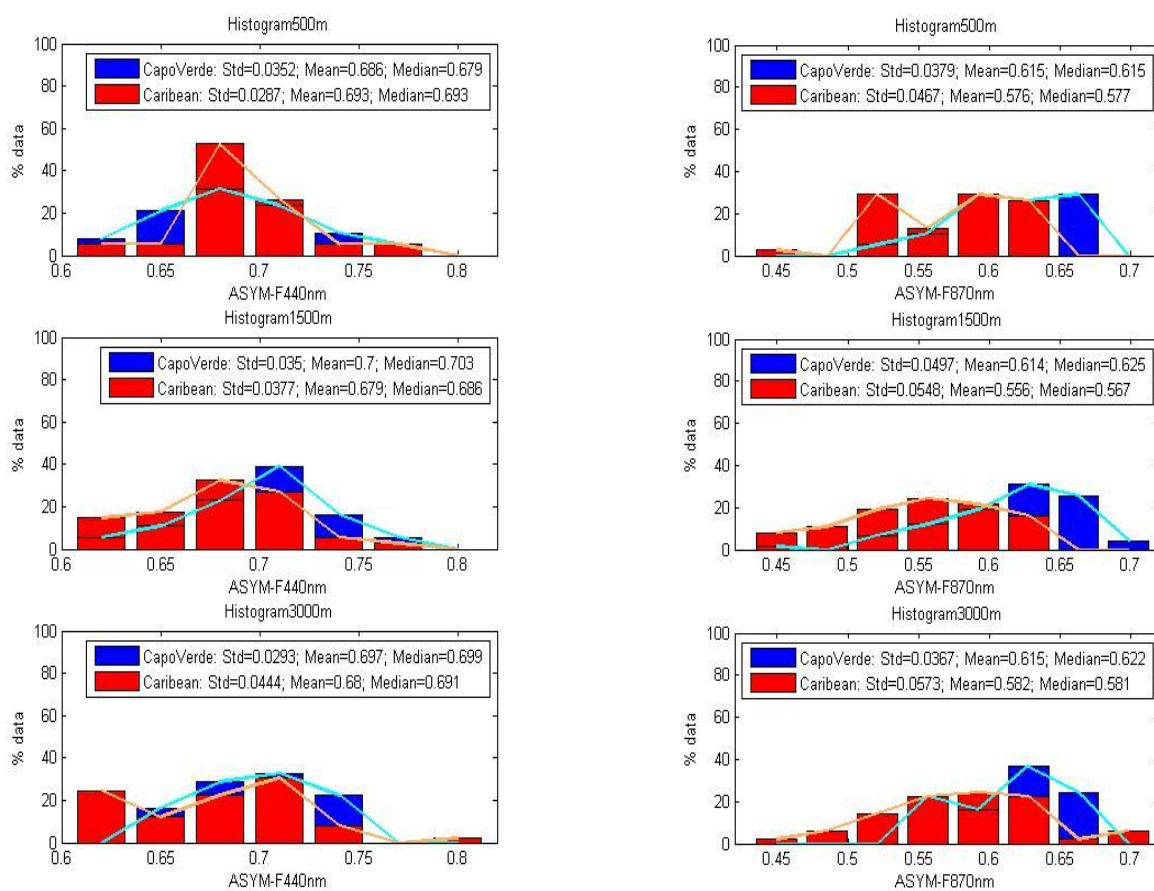 Histogram500m
100
80
60
40
20
0
% data
CapoVerde: Std=0.0352; Mean=0.686; Median=0.679
Caribean: Std=0.0287; Mean=0.693; Median=0.693
0.6 0.65 0.7 0.75 0.8
ASYM-F440nm
Histogram500m
100
80
60
40
20
0
% data
CapoVerde: Std=0.0379; Mean=0.615; Median=0.615
Caribean: Std=0.0467; Mean=0.576; Median=0.577
0.45 0.5 0.55 0.6 0.65 0.7
ASYM-F870nm
Histogram1500m
100
80
60
40
20
0
% data
CapoVerde: Std=0.035; Mean=0.7; Median=0.703
Caribean: Std=0.0377; Mean=0.679; Median=0.686
0.6 0.65 0.7 0.75 0.8
ASYM-F440nm
Histogram1500m
100
80
60
40
20
0
% data
CapoVerde: Std=0.0497; Mean=0.614; Median=0.625
Caribean: Std=0.0548; Mean=0.556; Median=0.567
0.45 0.5 0.55 0.6 0.65 0.7
ASYM-F870nm
Histogram3000m
100
80
60
40
20
0
% data
CapoVerde: Std=0.0293; Mean=0.697; Median=0.699
Caribean: Std=0.0444; Mean=0.68; Median=0.691
0.6 0.65 0.7 0.75 0.8
ASYM-F440nm
Histogram3000m
100
80
60
40
20
0
% data
CapoVerde: Std=0.0367; Mean=0.615; Median=0.622
Caribean: Std=0.0573; Mean=0.582; Median=0.581
0.45 0.5 0.55 0.6 0.65 0.7
ASYM-F870nm